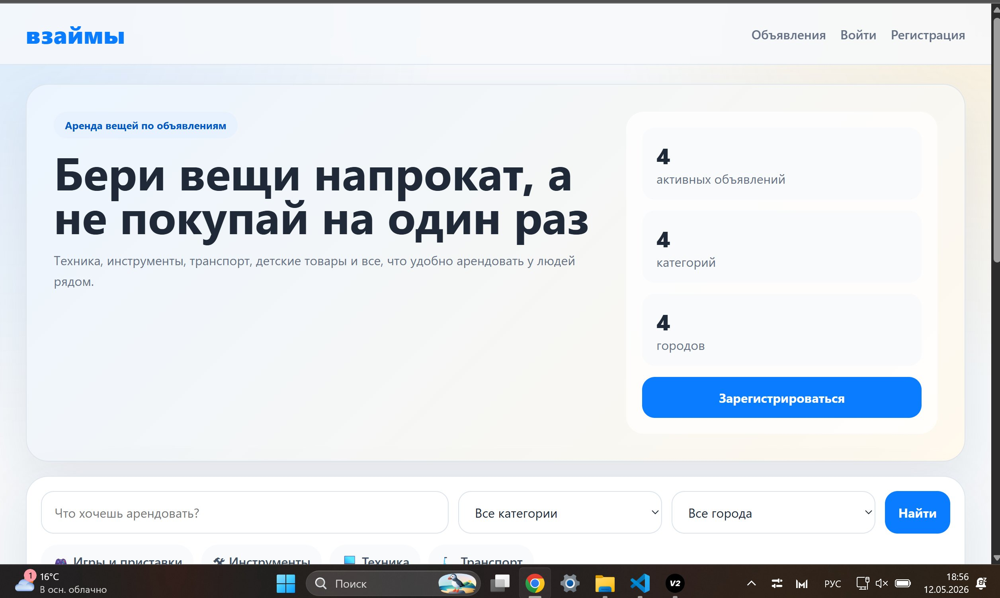 взаймы
Объявления Войти Регистрация
Аренда вещей по объявлениям
Бери вещи напрокат, а
не покупай на один раз
Техника, инструменты, транспорт, детские товары и все, что удобно арендовать у людей
рядом.
4
активных объявлений
4
категорий
4
городов
Зарегистрироваться
Что хочешь арендовать?
Все категории
Все города
Найти
Игры и приставки
Инструменты
Техника
Транспорт
1
16°C
В осн. облачно
Поиск
V2
РУС
18:56
12.05.2026